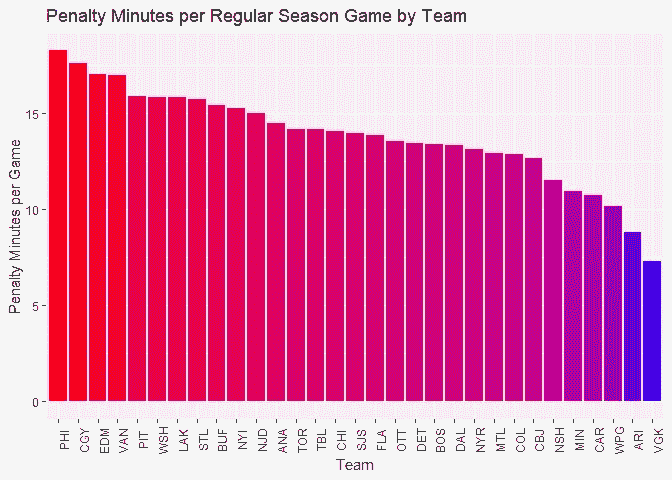 Penalty Minutes per Regular Season Game by Team
Penalty Minutes per Game
15
10
5
0
PHI
CGY
EDM
VAN
PIT
WSH
LAK
STL
BUF
NYI
NJD
ANA
TOR
TBL
CHI
SJS
FLA
OTT
DET
BOS
DAL
NYR
MTL
COL
CBJ
NSH
MIN
CAR
WPG
ARI
VGK
Team